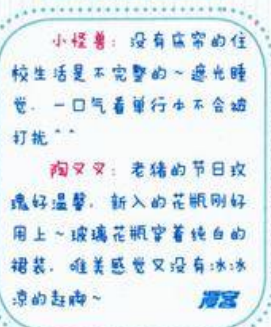 小怪兽：没有床帘的住
校生活是不完整的~遮光睡
觉．一口气看单行本不会被
打扰^^
陶叉叉：老猪的节日玫
瑰好温馨．新入的花瓶刚好
用上~玻璃花瓶穿着纯白的
裙装．唯美感觉又没有冰冰
凉的赶脚~
漫客